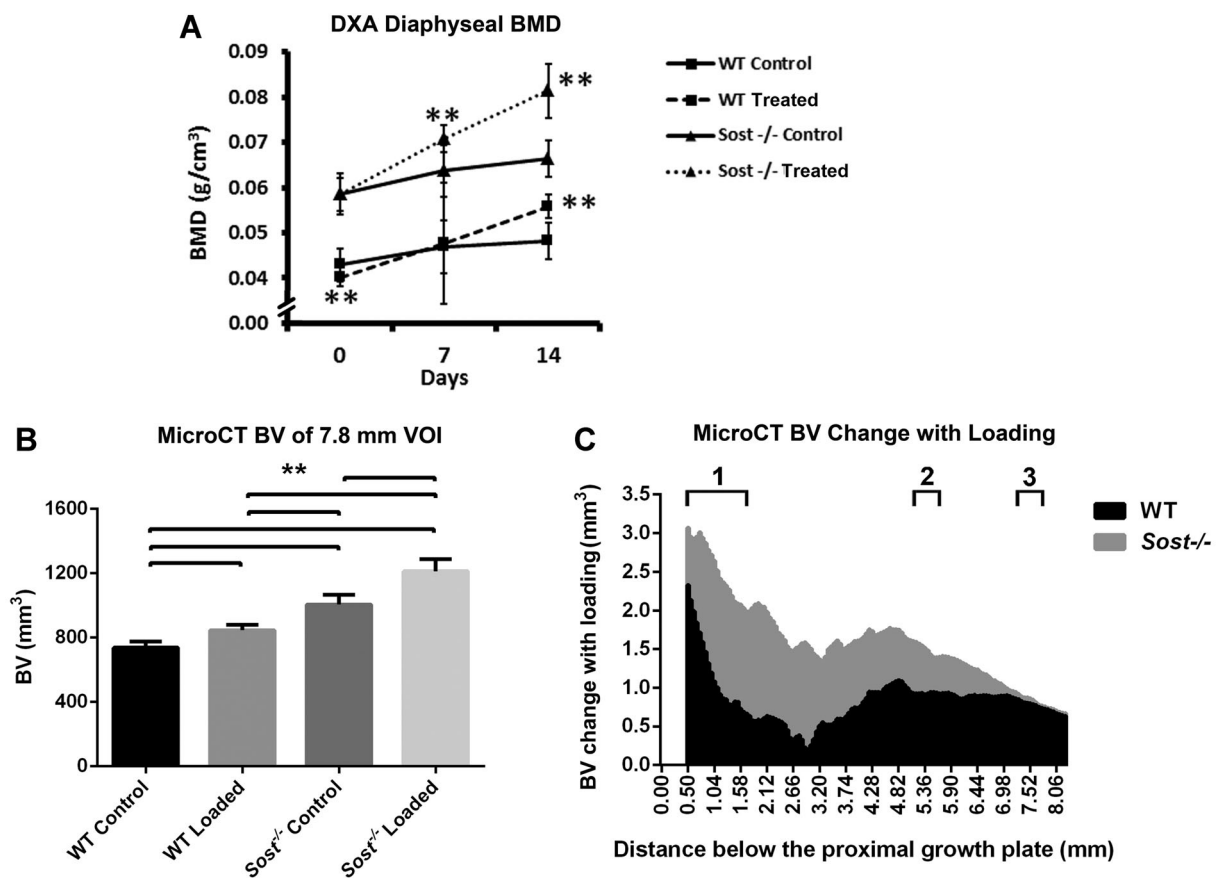 A
DXA Diaphyseal BMD
BMD (g/cm³)
0.09
0.08
0.07
0.06
0.05
0.04
0.00
**
**
**
**
0
7
14
Days
WT Control
WT Treated
Sost -/- Control
Sost -/- Treated
B
MicroCT BV of 7.8 mm VOI
**
BV (mm³)
1600
1200
800
400
0
WT Control
WT Loaded
Sost-/- Control
Sost-/- Loaded
C
MicroCT BV Change with Loading
1
2
3
BV change with loading (mm³)
3.5
3.0
2.5
2.0
1.5
1.0
0.5
0.0
0.00
0.50
1.04
1.58
2.12
2.66
3.20
3.74
4.28
4.82
5.36
5.90
6.44
6.98
7.52
8.06
Distance below the proximal growth plate (mm)
WT
Sost-/-